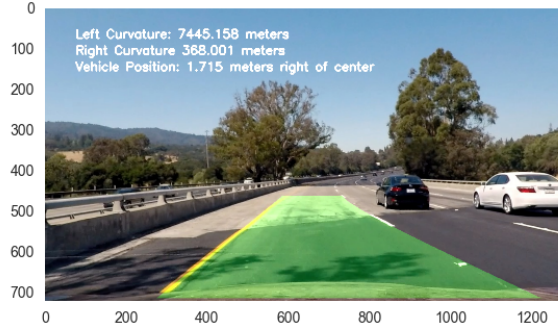 Left Curvature: 7445.158 meters
Right Curvature 368.001 meters
Vehicle Position: 1.715 meters right of center
0
100
200
300
400
500
600
700
0 200 400 600 800 1000 1200